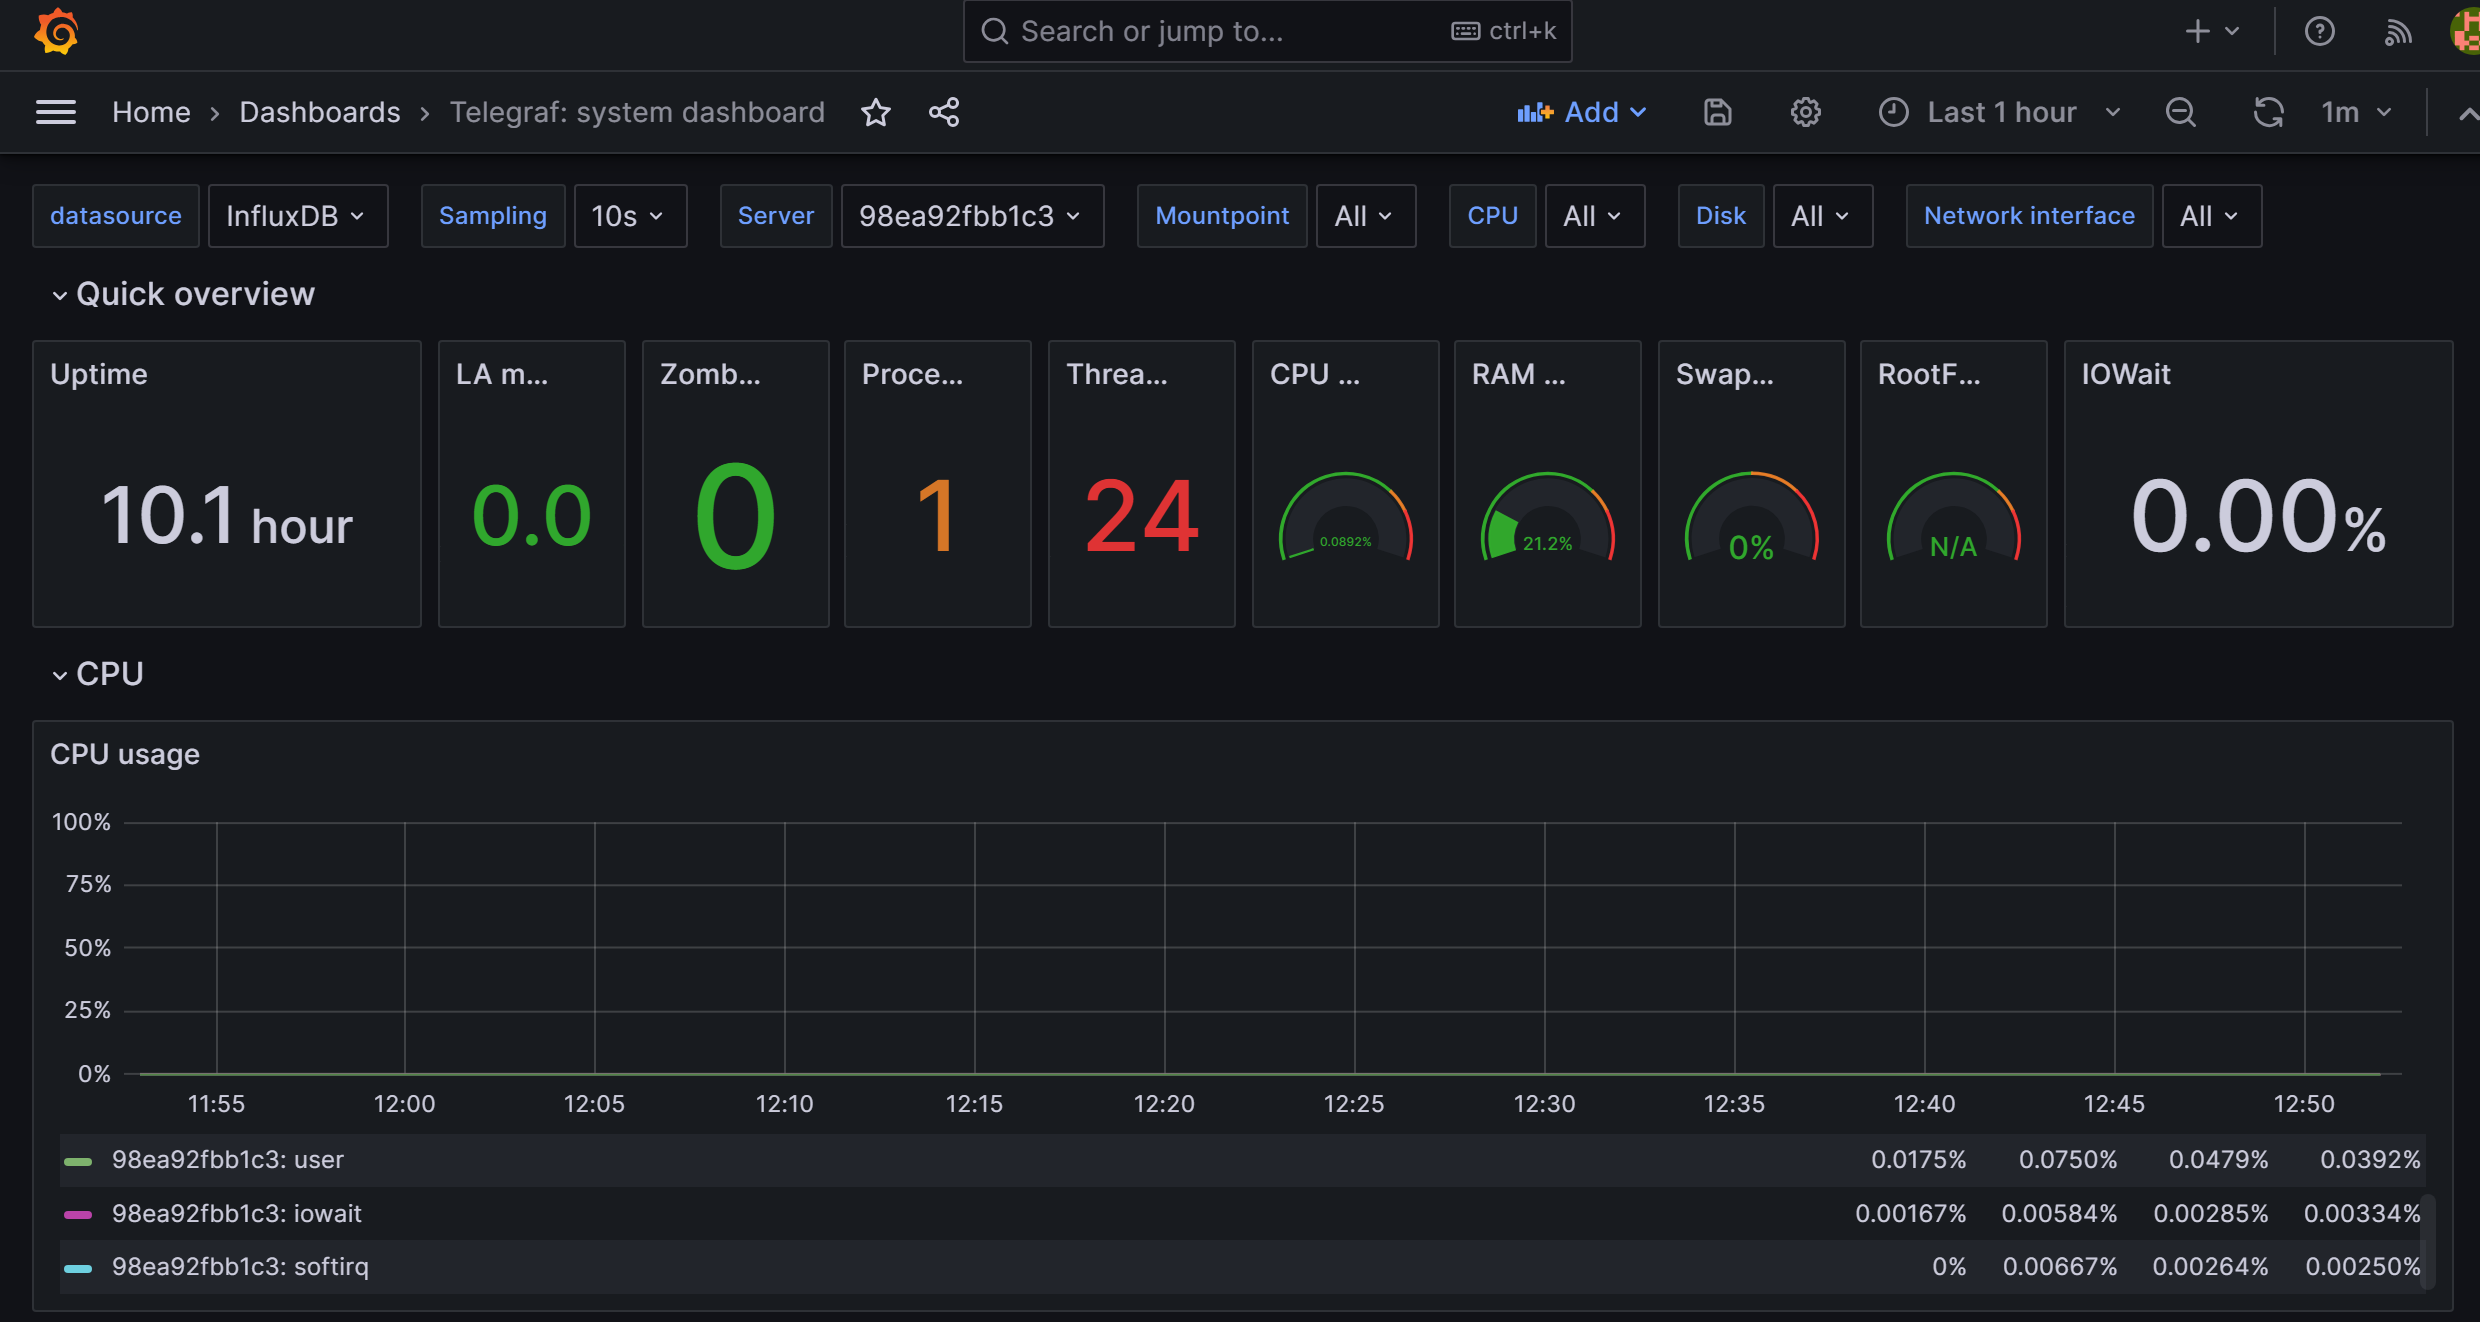 Search or jump to... ctrl+k
Home › Dashboards › Telegraf: system dashboard Add Last 1 hour 1m
datasource InfluxDB Sampling 10s Server 98ea92fbb1c3 Mountpoint All CPU All Disk All Network interface All
Quick overview
Uptime LA m... Zomb... Proce... Threa... CPU ... RAM ... Swap... RootF... IOWait
10.1 hour 0.0 0 1 24 0.0892% 21.2% 0% N/A 0.00%
CPU
CPU usage
100%
75%
50%
25%
0%
11:55 12:00 12:05 12:10 12:15 12:20 12:25 12:30 12:35 12:40 12:45 12:50
98ea92fbb1c3: user 0.0175% 0.0750% 0.0479% 0.0392%
98ea92fbb1c3: iowait 0.00167% 0.00584% 0.00285% 0.00334%
98ea92fbb1c3: softirq 0% 0.00667% 0.00264% 0.00250%